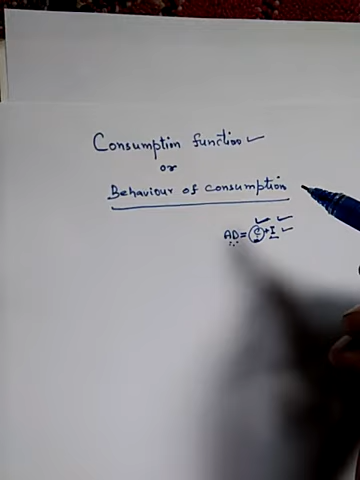 Consumption function ✓
or
Behaviour of consumption
AD = C + I